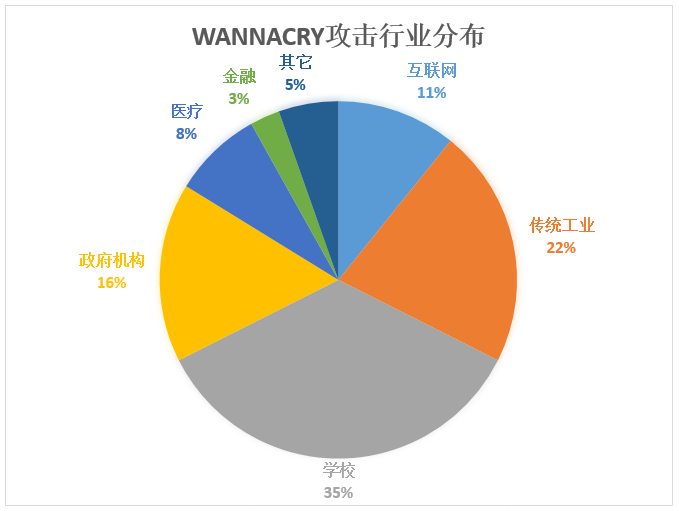 WANNACRY攻击行业分布
互联网
11%
传统工业
22%
学校
35%
政府机构
16%
医疗
8%
金融
3%
其它
5%